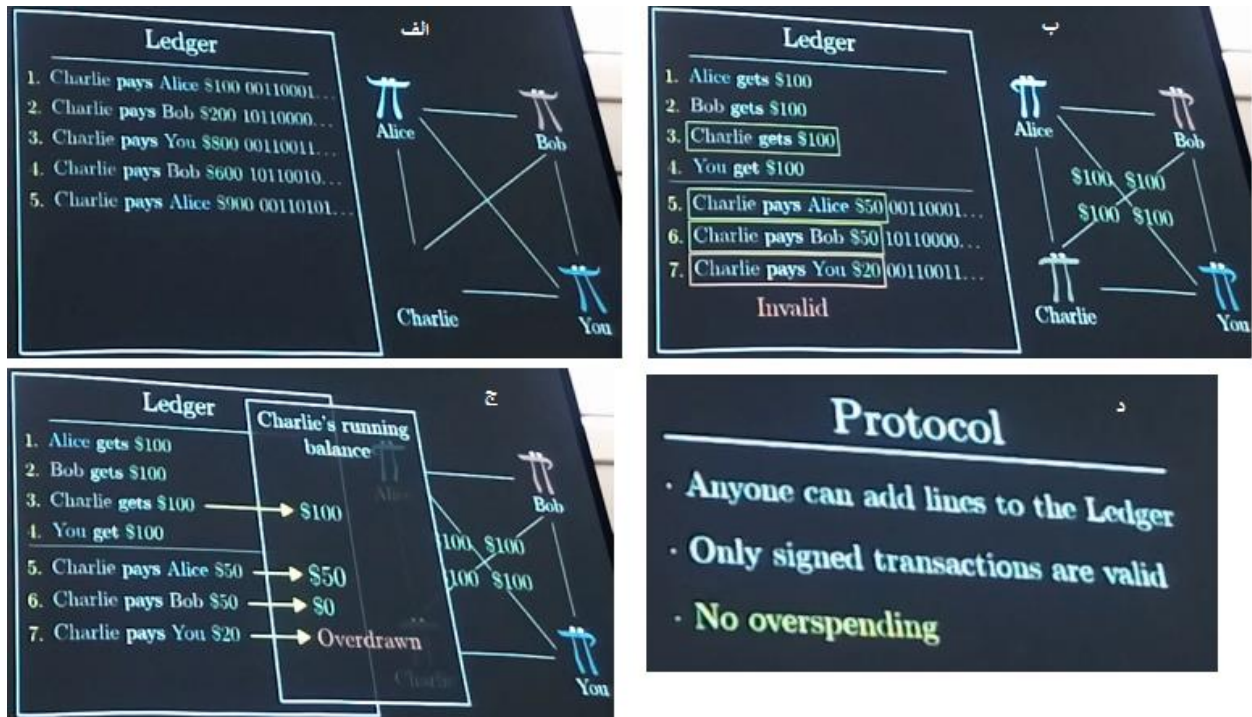 الف
Ledger
1. Charlie pays Alice $100 00110001...
2. Charlie pays Bob $200 10110000...
3. Charlie pays You $800 00110011...
4. Charlie pays Bob $600 10110010...
5. Charlie pays Alice $900 00110101...
Alice
Bob
Charlie
You
ب
Ledger
1. Alice gets $100
2. Bob gets $100
3. Charlie gets $100
4. You get $100
5. Charlie pays Alice $50 00110001...
6. Charlie pays Bob $50 10110000...
7. Charlie pays You $20 00110011...
Invalid
Alice
Bob
$100 $100
$100 $100
Charlie
You
ج
Ledger
1. Alice gets $100
2. Bob gets $100
3. Charlie gets $100
4. You get $100
5. Charlie pays Alice $50
6. Charlie pays Bob $50
7. Charlie pays You $20
Charlie's running
balance
$100
$50
$0
Overdrawn
Alice
Bob
100 $100
100 $100
Charlie
You
د
Protocol
· Anyone can add lines to the Ledger
· Only signed transactions are valid
· No overspending